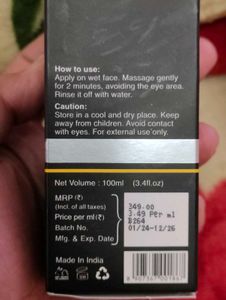 How to use:
Apply on wet face. Massage gently
for 2 minutes, avoiding the eye area.
Rinse it off with water.
Caution:
Store in a cool and dry place. Keep
away from children. Avoid contact
with eyes. For external use only.
Net Volume : 100ml (3.4fl.oz)
MRP (₹)
(Incl. of all taxes)
Price per ml(₹)
Batch No.
Mfg. & Exp. Date
349.00
3.49 Per ml
B264
01/24-12/26
Made In India